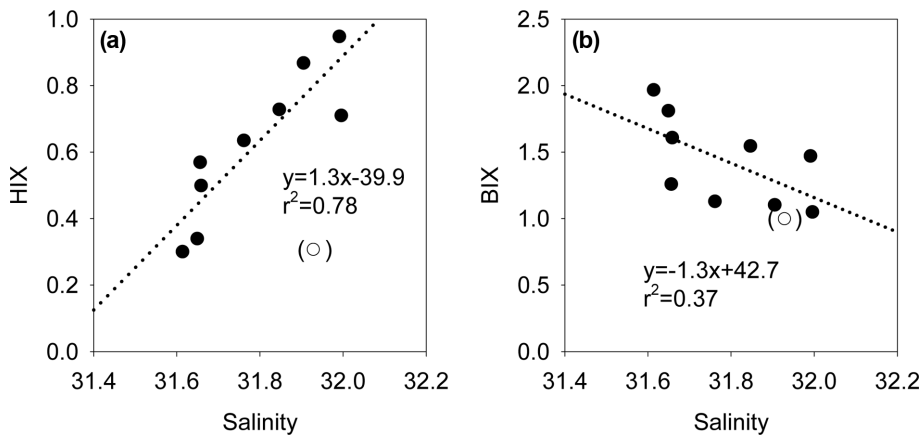 (a)
1.0
0.8
0.6
0.4
0.2
0.0
HIX
y=1.3x-39.9
r²=0.78
( )
31.4 31.6 31.8 32.0 32.2
Salinity
(b)
2.5
2.0
1.5
1.0
0.5
0.0
BIX
( )
y=-1.3x+42.7
r²=0.37
31.4 31.6 31.8 32.0 32.2
Salinity